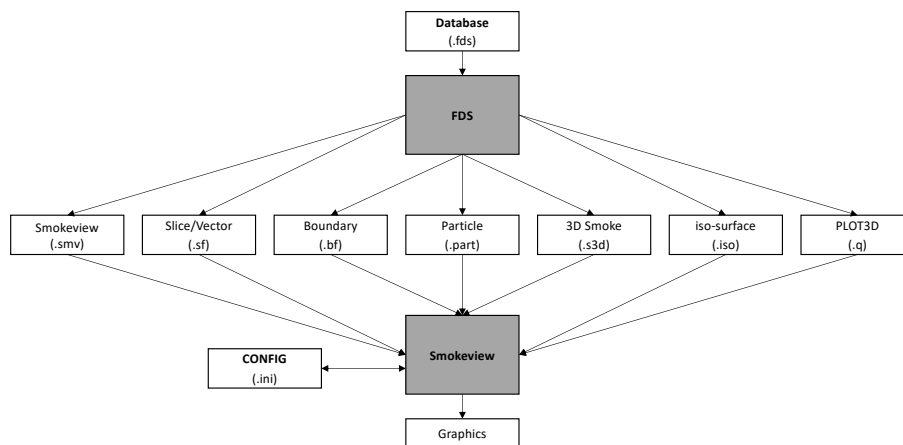 Database
(.fds)
FDS
Smokeview
(.smv)
Slice/Vector
(.sf)
Boundary
(.bf)
Particle
(.part)
3D Smoke
(.s3d)
iso-surface
(.iso)
PLOT3D
(.q)
CONFIG
(.ini)
Smokeview
Graphics